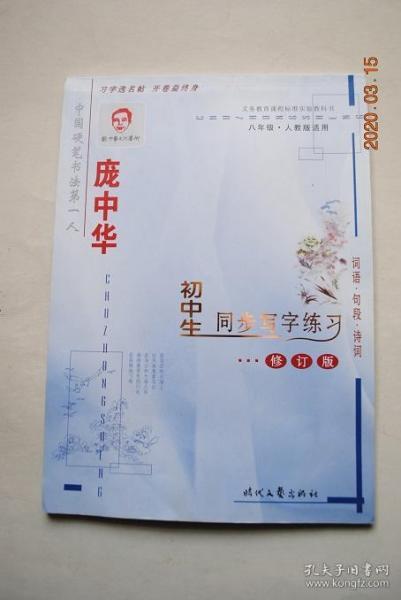 习字选名帖 开卷益终身
中国硬笔书法第一人
庞中华
CHUZHONGSHENG
义务教育课程标准实验教科书
CHUZHONGSHENG
八年级·人教版适用
初中生
同步写字练习
修订版
词语·句段·诗词
时代文艺出版社
2020.03.15
孔夫子旧书网
www.kongfz.com